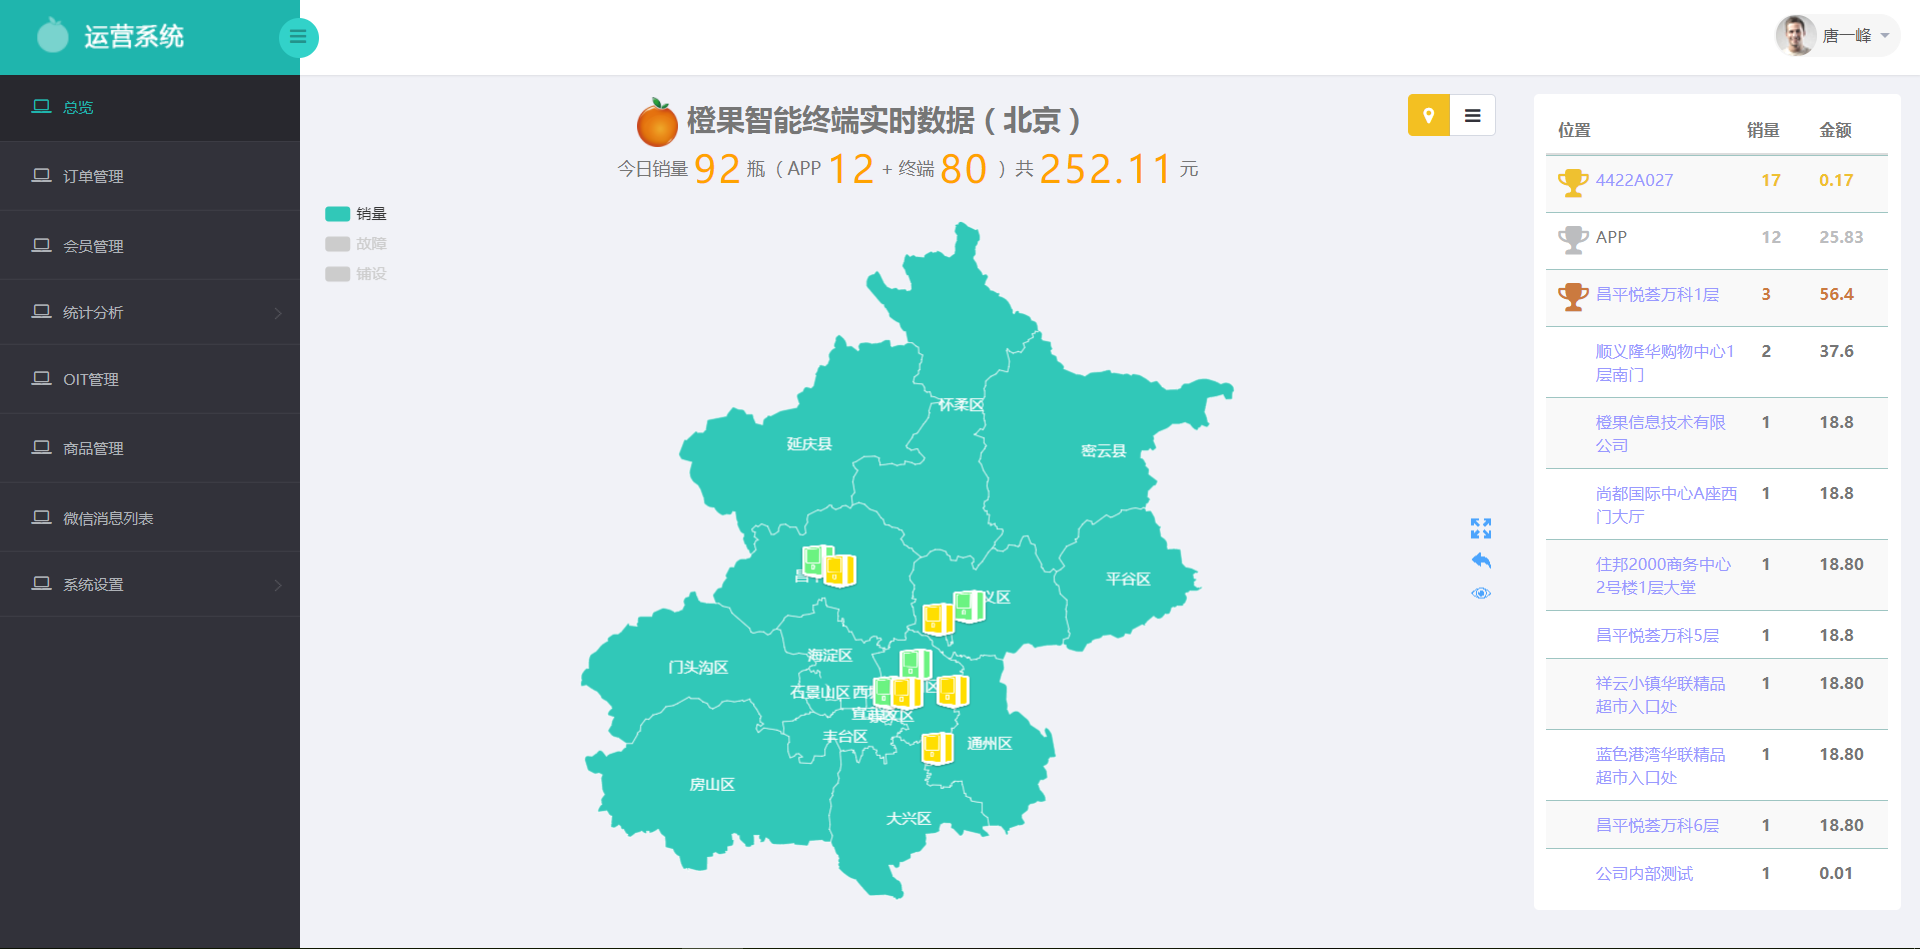 运营系统
唐一峰
总览
订单管理
会员管理
统计分析
OIT管理
商品管理
微信消息列表
系统设置
橙果智能终端实时数据（北京）
今日销量 92 瓶（APP 12 + 终端 80 ）共 252.11 元
销量
故障
铺设
怀柔区
延庆县
密云县
平谷区
义区
门头沟区
海淀区
石景山区
丰台区
通州区
房山区
大兴区
位置 销量 金额
4422A027 17 0.17
APP 12 25.83
昌平悦荟万科1层 3 56.4
顺义隆华购物中心1 2 37.6
层南门
橙果信息技术有限 1 18.8
公司
尚都国际中心A座西 1 18.8
门大厅
住邦2000商务中心 1 18.80
2号楼1层大堂
昌平悦荟万科5层 1 18.8
祥云小镇华联精品 1 18.80
超市入口处
蓝色港湾华联精品 1 18.80
超市入口处
昌平悦荟万科6层 1 18.80
公司内部测试 1 0.01